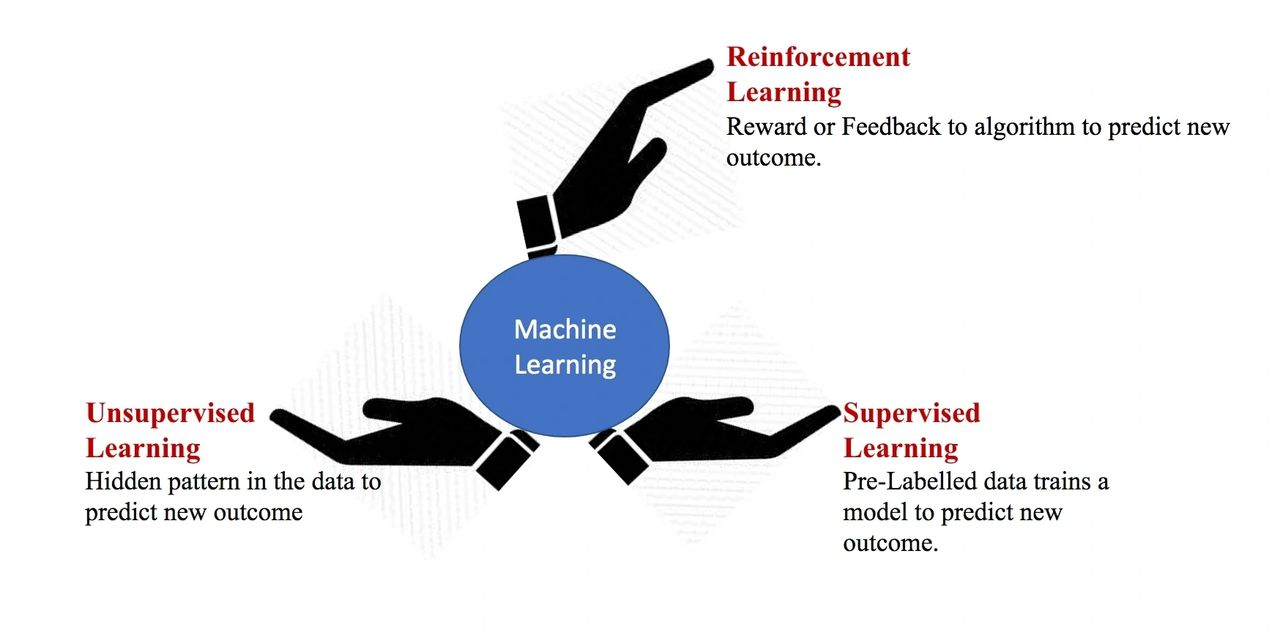 Reinforcement
Learning
Reward or Feedback to algorithm to predict new
outcome.
Machine
Learning
Unsupervised
Learning
Hidden pattern in the data to
predict new outcome
Supervised
Learning
Pre-Labelled data trains a
model to predict new
outcome.